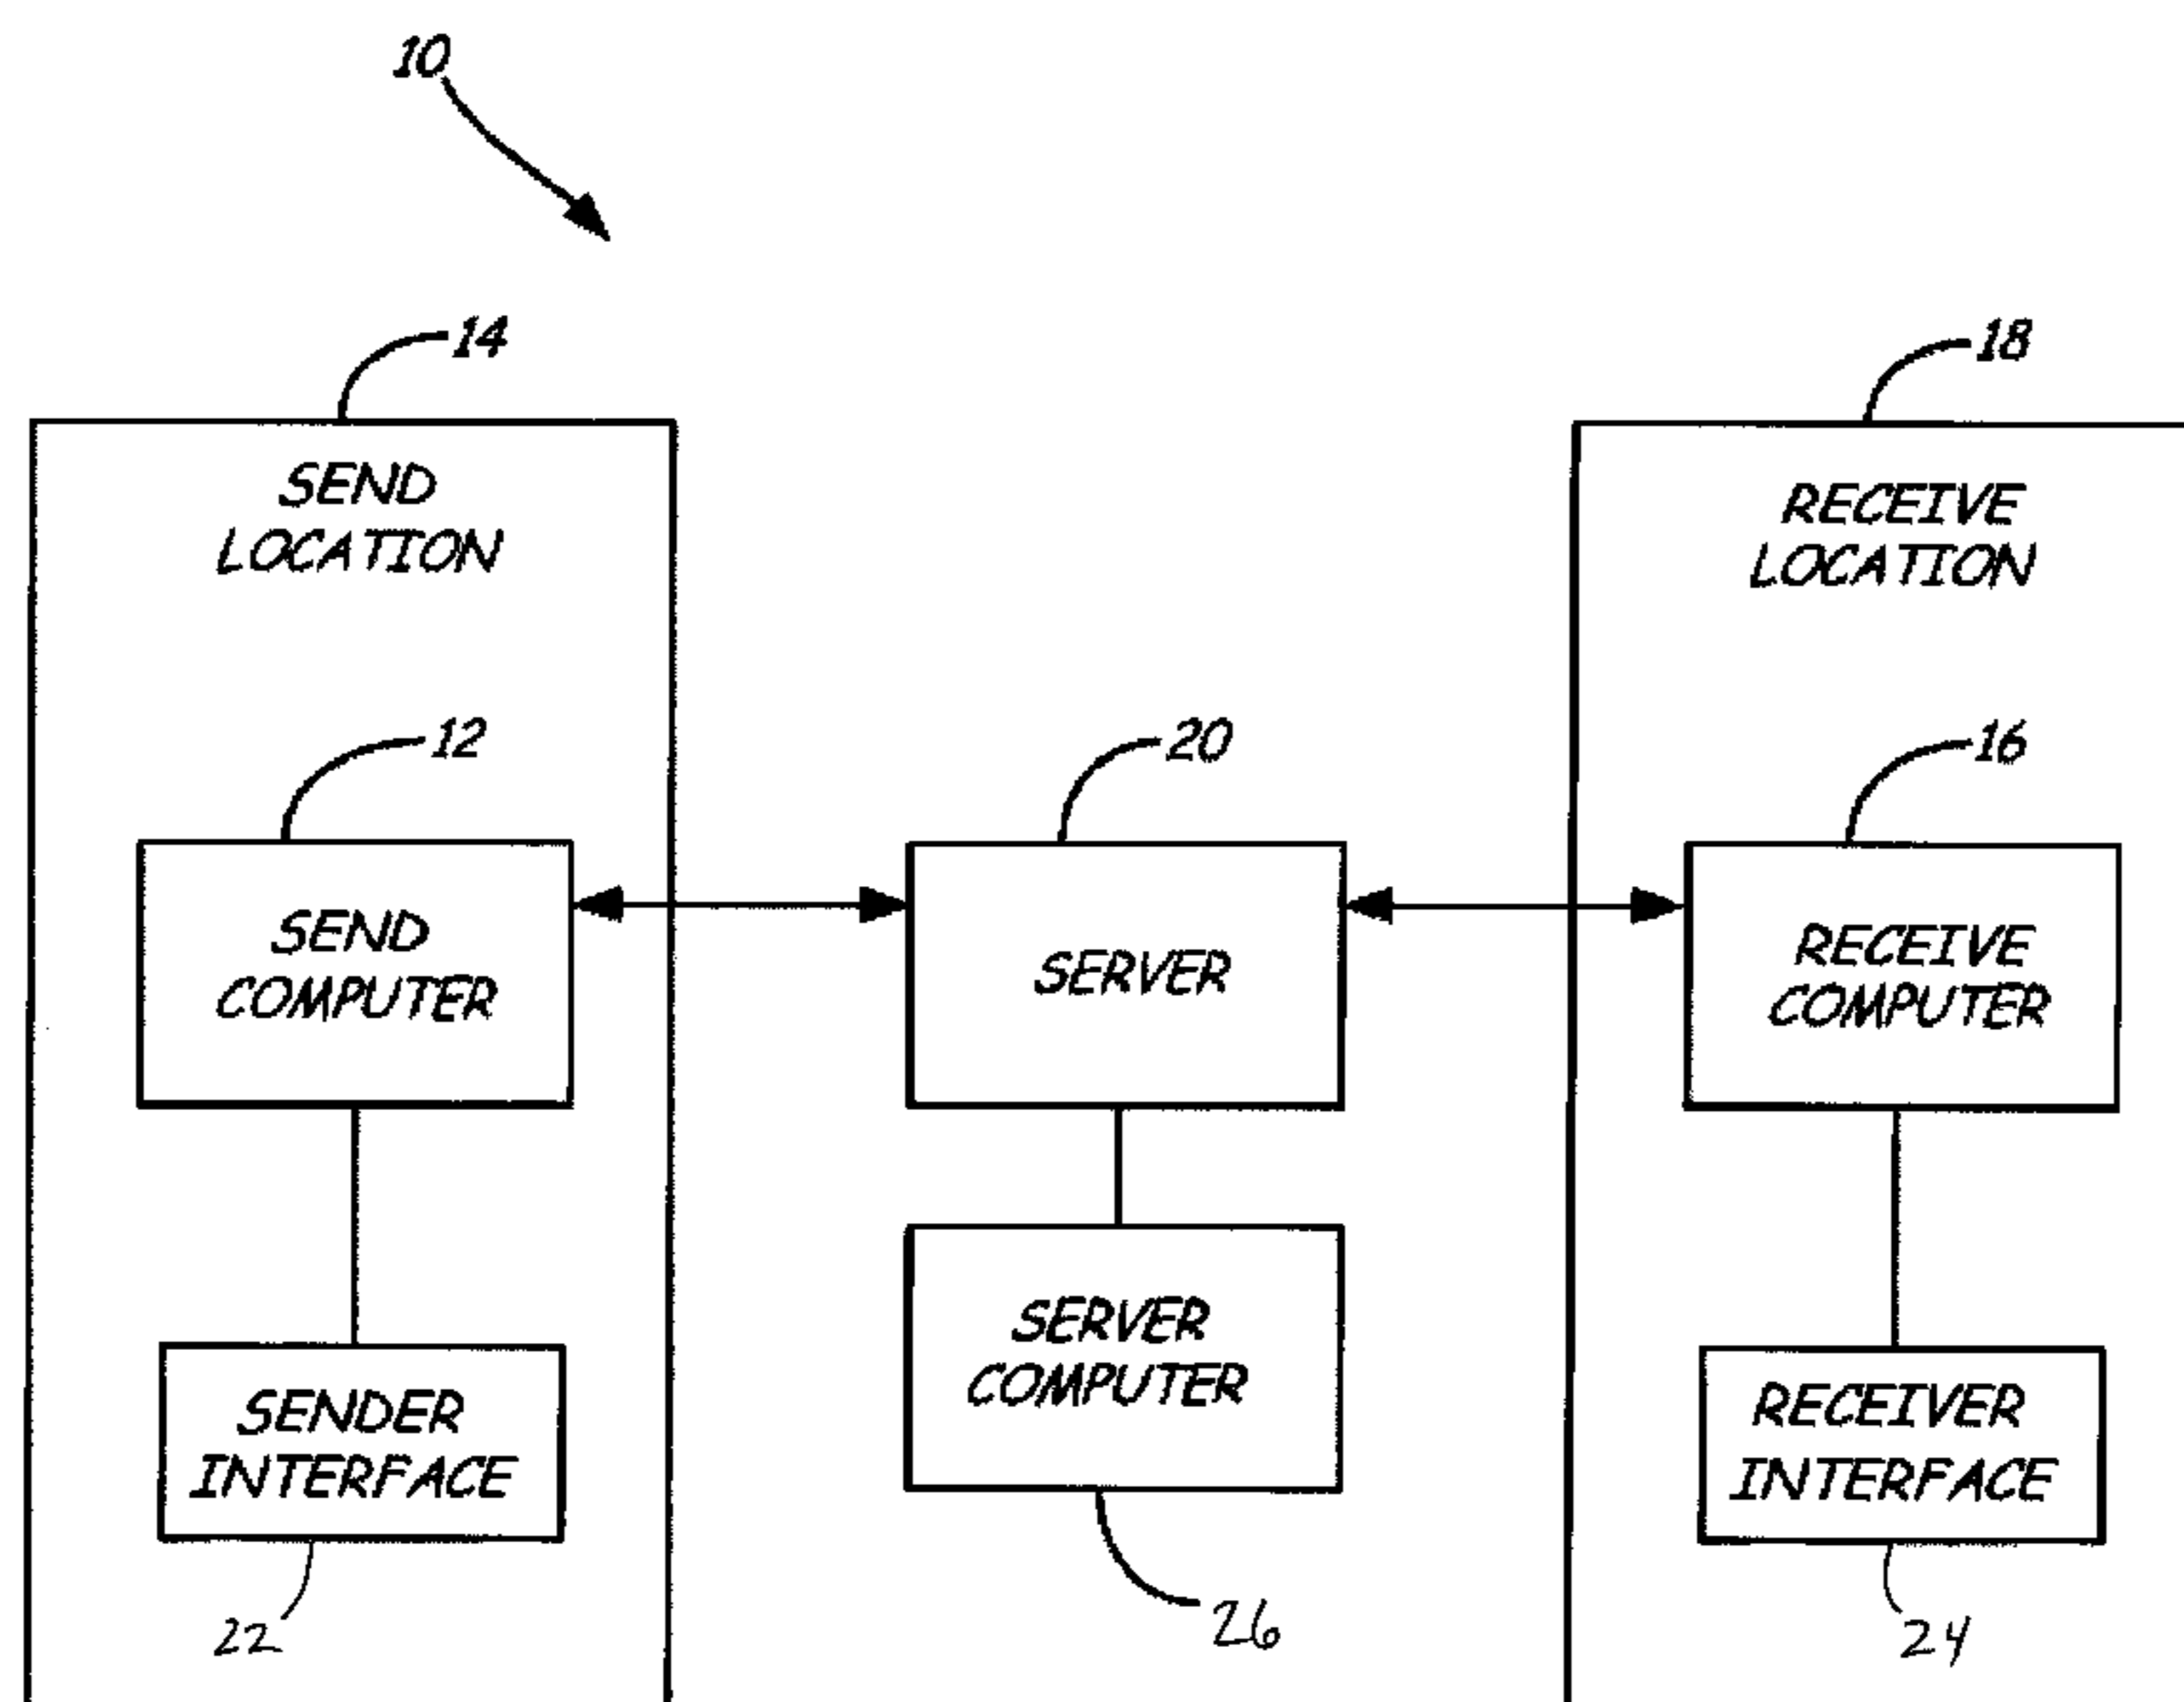 10
14
18
SEND
LOCATION
RECEIVE
LOCATION
12
20
16
SEND
COMPUTER
SERVER
RECEIVE
COMPUTER
SERVER
COMPUTER
SENDER
INTERFACE
RECEIVER
INTERFACE
22
26
24